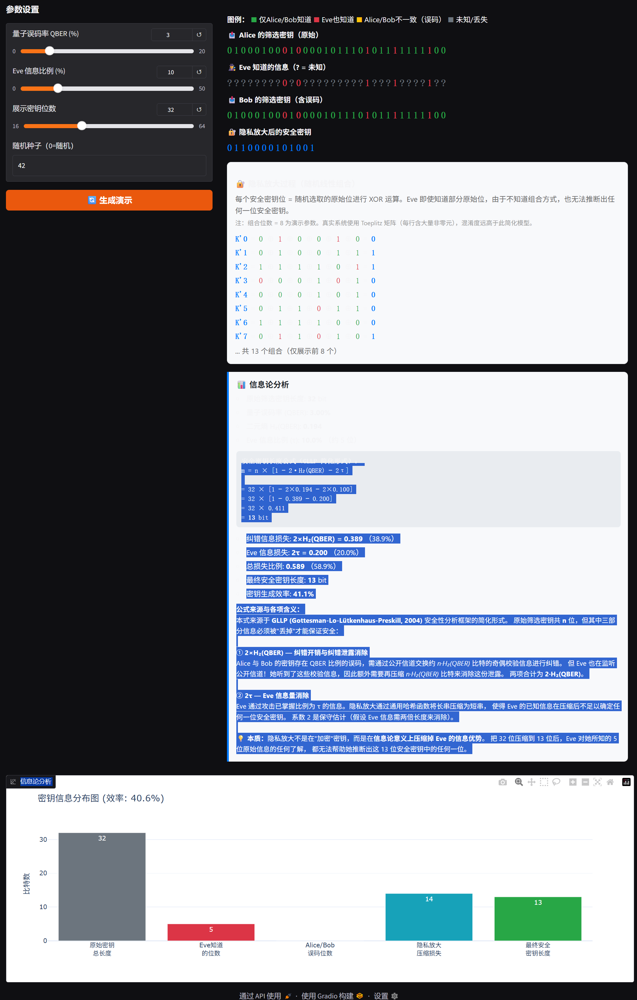 参数设置
量子误码率 QBER (%)
3
0
20
Eve 信息比例 (%)
10
0
50
展示密钥位数
32
16
64
随机种子（0=随机）
42
生成演示
图例： 仅Alice/Bob知道 Eve也知道 Alice/Bob不一致（误码） 未知/丢失
Alice 的筛选密钥（原始）
0 1 0 0 0 1 0 0 0 1 0 0 0 0 1 0 1 1 1 0 1 0 1 1 1 1 1 1 1 1 0 0
Eve 知道的信息（? = 未知）
? ? ? ? ? ? ? ? 0 ? 0 ? ? ? ? ? ? ? ? ? 1 ? ? ? 1 ? ? ? ? 1 ? ?
Bob 的筛选密钥（含误码）
0 1 0 0 0 1 0 0 0 1 0 0 0 0 1 0 1 1 1 0 1 0 1 1 1 1 1 1 1 1 0 0
隐私放大后的安全密钥
0 1 1 0 0 0 0 1 0 1 0 0 1
隐私放大过程（随机线性组合）
每个安全密钥位 = 随机选取的原始位进行 XOR 运算。Eve 即使知道部分原始位，由于不知道组合方式，也无法推断出任
何一位安全密钥。
注：组合位数 = 8 为演示参数。真实系统使用 Toeplitz 矩阵（每行含大量非零元），混淆度远高于此简化模型。
K'0 0 1 0 0 1 0 0
K'1 0 1 0 0 1 1 1
K'2 1 1 1 1 0 1 1
K'3 0 0 0 1 0 1 0
K'4 0 0 0 1 0 1 0
K'5 0 1 1 0 1 1 0
K'6 1 1 1 1 0 0 0
K'7 0 1 1 0 1 0 1
... 共 13 个组合（仅展示前 8 个）
信息论分析
原始筛选密钥长度: 32 bit
量子误码率 (QBER): 3.00%
二元熵 H₂(QBER): 0.194
Eve 信息比例 (τ): 10.0% （约 5 位）
安全密钥长度公式（GLLP 简化形式）：
m = n × [1 − 2·H₂(QBER) − 2τ]
= 32 × [1 − 2×0.194 − 2×0.100]
= 32 × [1 − 0.389 − 0.200]
= 32 × 0.411
= 13 bit
纠错信息损失: 2×H₂(QBER) = 0.389 （38.9%）
Eve 信息损失: 2τ = 0.200 （20.0%）
总损失比例: 0.589 （58.9%）
最终安全密钥长度: 13 bit
密钥生成效率: 41.1%
公式来源与各项含义：
本式来源于 GLLP (Gottesman-Lo-Lütkenhaus-Preskill, 2004) 安全性分析框架的简化形式。 原始筛选密钥共 n 位，但其中三部
分信息必须被"丢掉"才能保证安全：
① 2×H₂(QBER) — 纠错开销与纠错泄露消除
Alice 与 Bob 的密钥存在 QBER 比例的误码，需通过公开信道交换约 n·H₂(QBER) 比特的奇偶校验信息进行纠错。 但 Eve 也在监听
公开信道！她听到了这些校验信息，因此额外需要再压缩 n·H₂(QBER) 比特来消除这份泄露。 两项合计为 2·H₂(QBER)。
② 2τ — Eve 信息量消除
Eve 通过攻击已掌握比例为 τ 的信息。隐私放大通过通用哈希函数将长串压缩为短串， 使得 Eve 的已知信息在压缩后不足以确定任
何一位安全密钥。 系数 2 是保守估计（假设 Eve 信息需两倍长度来消除）。
本质：隐私放大不是在"加密"密钥，而是在信息论意义上压缩掉 Eve 的信息优势。 把 32 位压缩到 13 位后，Eve 对她所知的 5
位原始信息的任何了解， 都无法帮助她推断出这 13 位安全密钥中的任何一位。
信息论分析
密钥信息分布图 (效率: 40.6%)
比特数
30
20
10
0
32
5
14
13
原始密钥
总长度
Eve知道
的位数
Alice/Bob
误码位数
隐私放大
压缩损失
最终安全
密钥长度
通过 API 使用 · 使用 Gradio 构建 · 设置